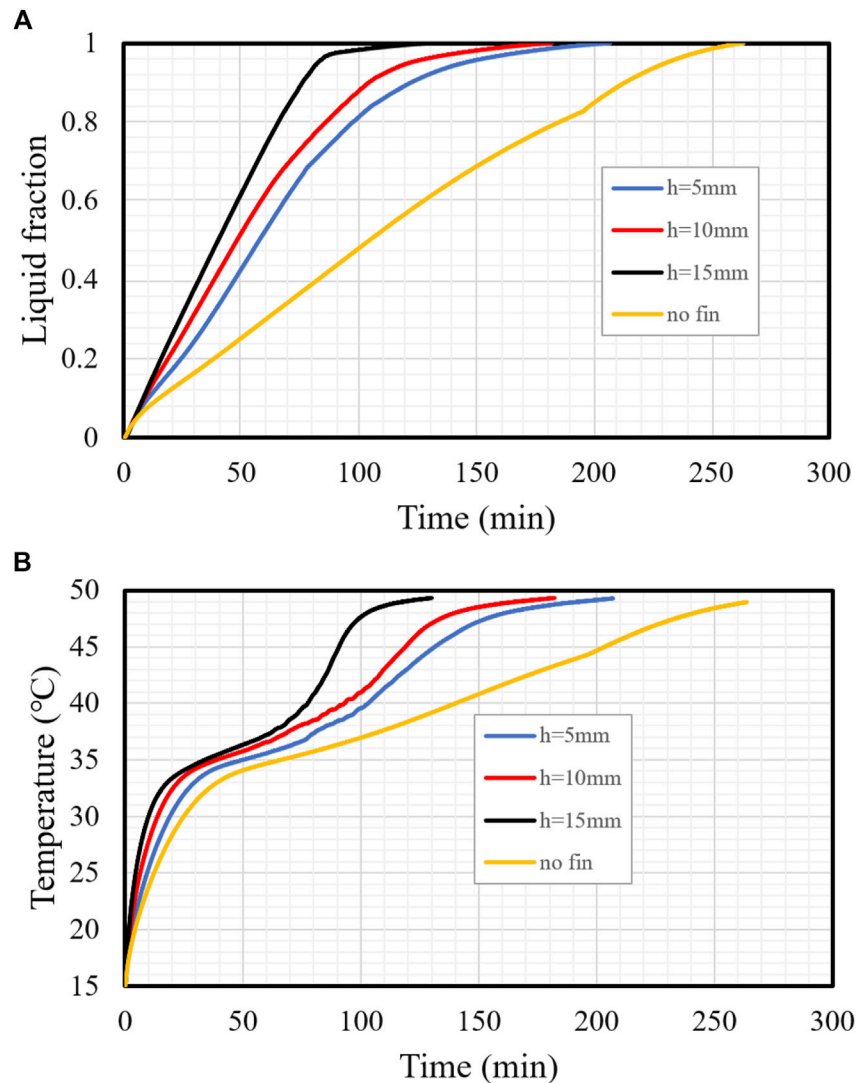 A
1
0.8
0.6
0.4
0.2
0
Liquid fraction
h=5mm
h=10mm
h=15mm
no fin
0 50 100 150 200 250 300
Time (min)
B
50
45
40
35
30
25
20
15
Temperature (℃)
h=5mm
h=10mm
h=15mm
no fin
0 50 100 150 200 250 300
Time (min)